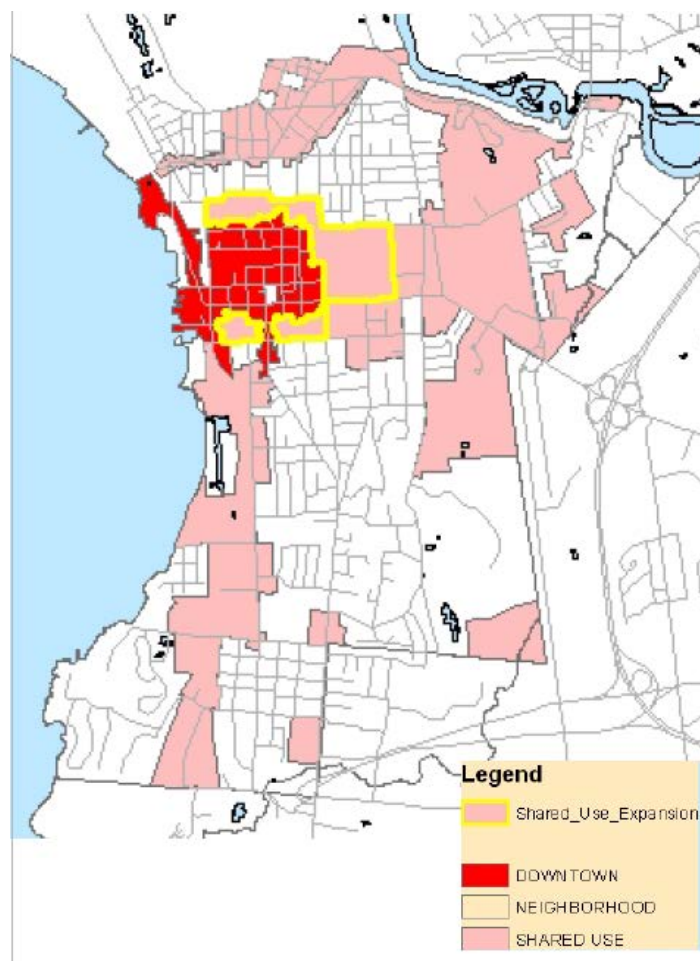 Legend
Shared_Use_Expansion
DOWNTOWN
NEIGHBORHOOD
SHARED USE